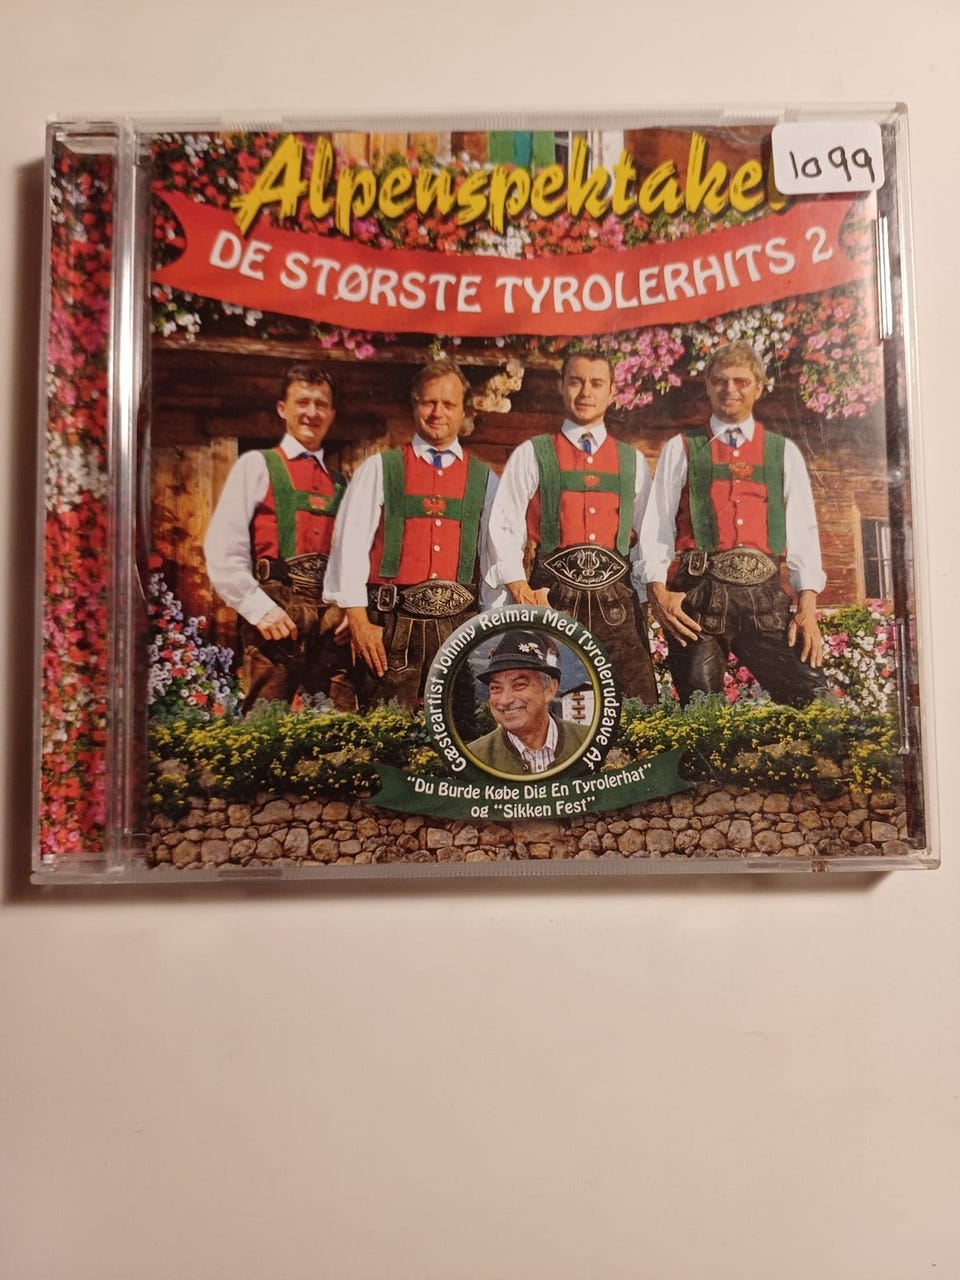 Alpenspektakel
1099
DE STØRSTE TYROLERHITS 2
Gæsteartist Johnny Reimar Med Tyrolerudgave Af
"Du Burde Købe Dig En Tyrolerhat"
og "Sikken Fest"